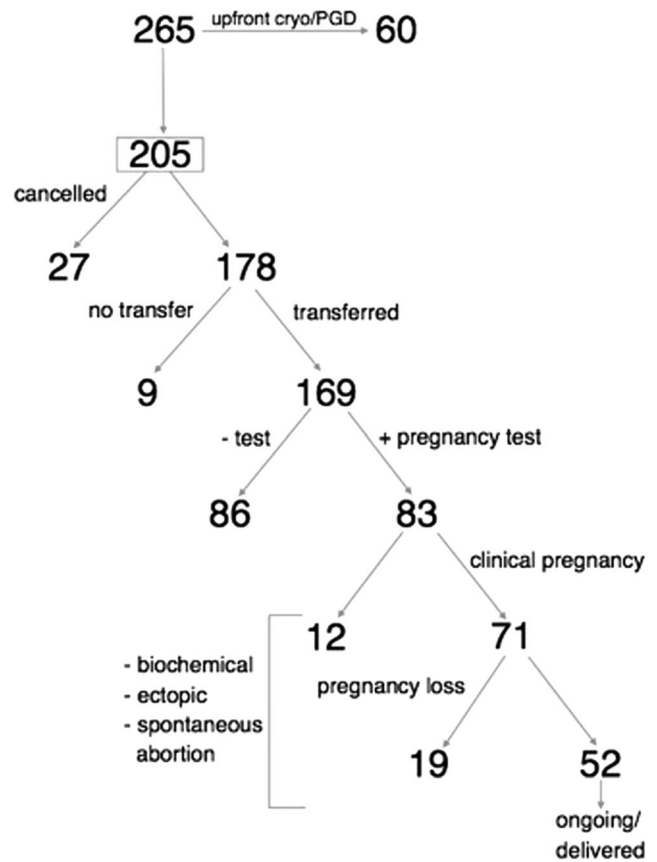 265 upfront cryo/PGD 60
205
cancelled
27 178
no transfer transferred
9 169
- test + pregnancy test
86 83
clinical pregnancy
12 71
- biochemical pregnancy loss
- ectopic
- spontaneous
abortion
19 52
ongoing/
delivered